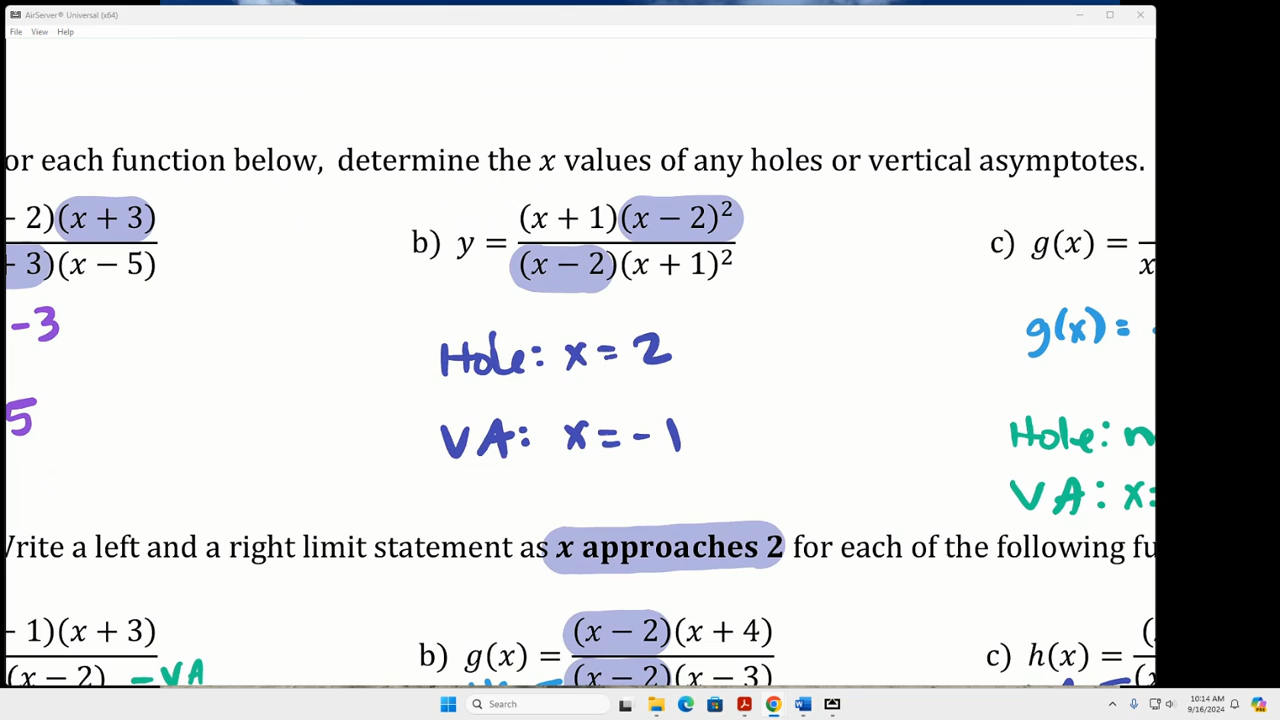 AirServer® Universal (x64)
File View Help
or each function below, determine the x values of any holes or vertical asymptotes.
- 2)(x + 3)
+ 3)(x - 5)
b) y = (x + 1)(x - 2)² / (x - 2)(x + 1)²
c) g(x) =
x
-3
Hole: x = 2
g(x) =
5
VA: x = -1
Hole: n
VA: x=
Write a left and a right limit statement as x approaches 2 for each of the following fu
- 1)(x + 3)
(x - 2) -VA
b) g(x) = (x - 2)(x + 4) / (x - 2)(x - 3)
c) h(x) =
Search
10:14 AM
9/16/2024